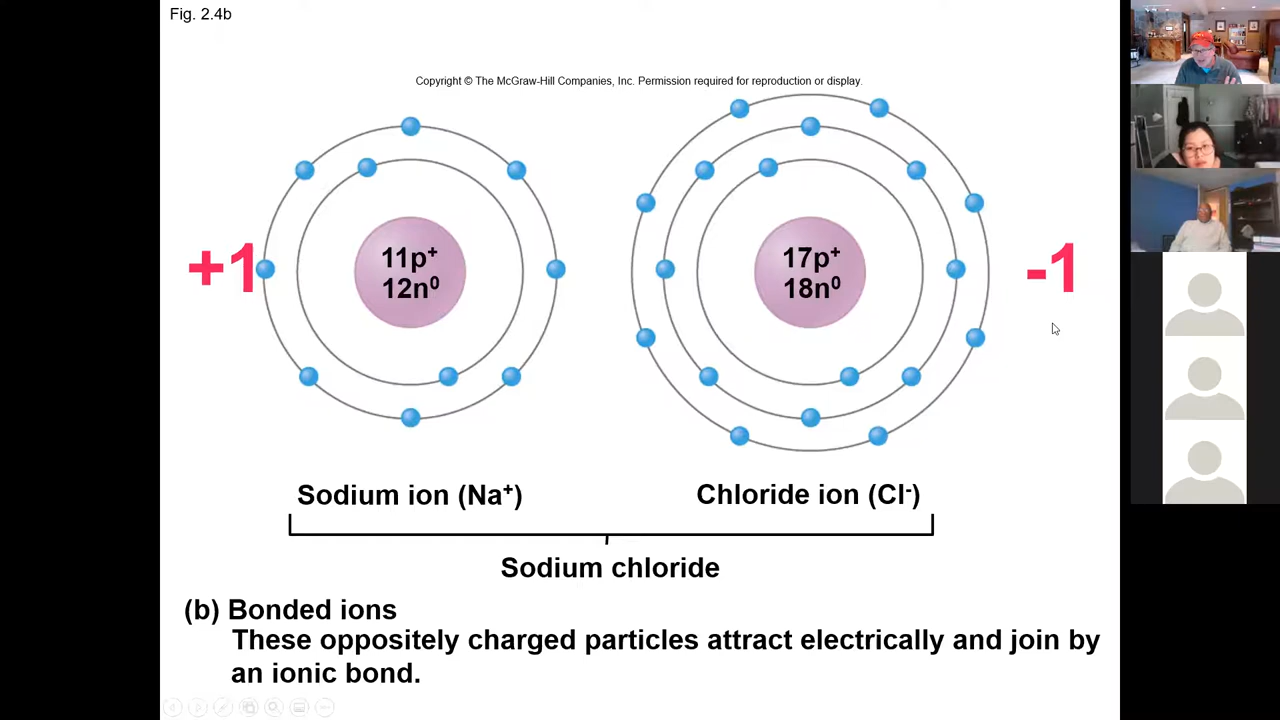 Fig. 2.4b
Copyright © The McGraw-Hill Companies, Inc. Permission required for reproduction or display.
+1
11p⁺
12n⁰
17p⁺
18n⁰
-1
Sodium ion (Na⁺)
Chloride ion (Cl⁻)
Sodium chloride
(b) Bonded ions
These oppositely charged particles attract electrically and join by
an ionic bond.